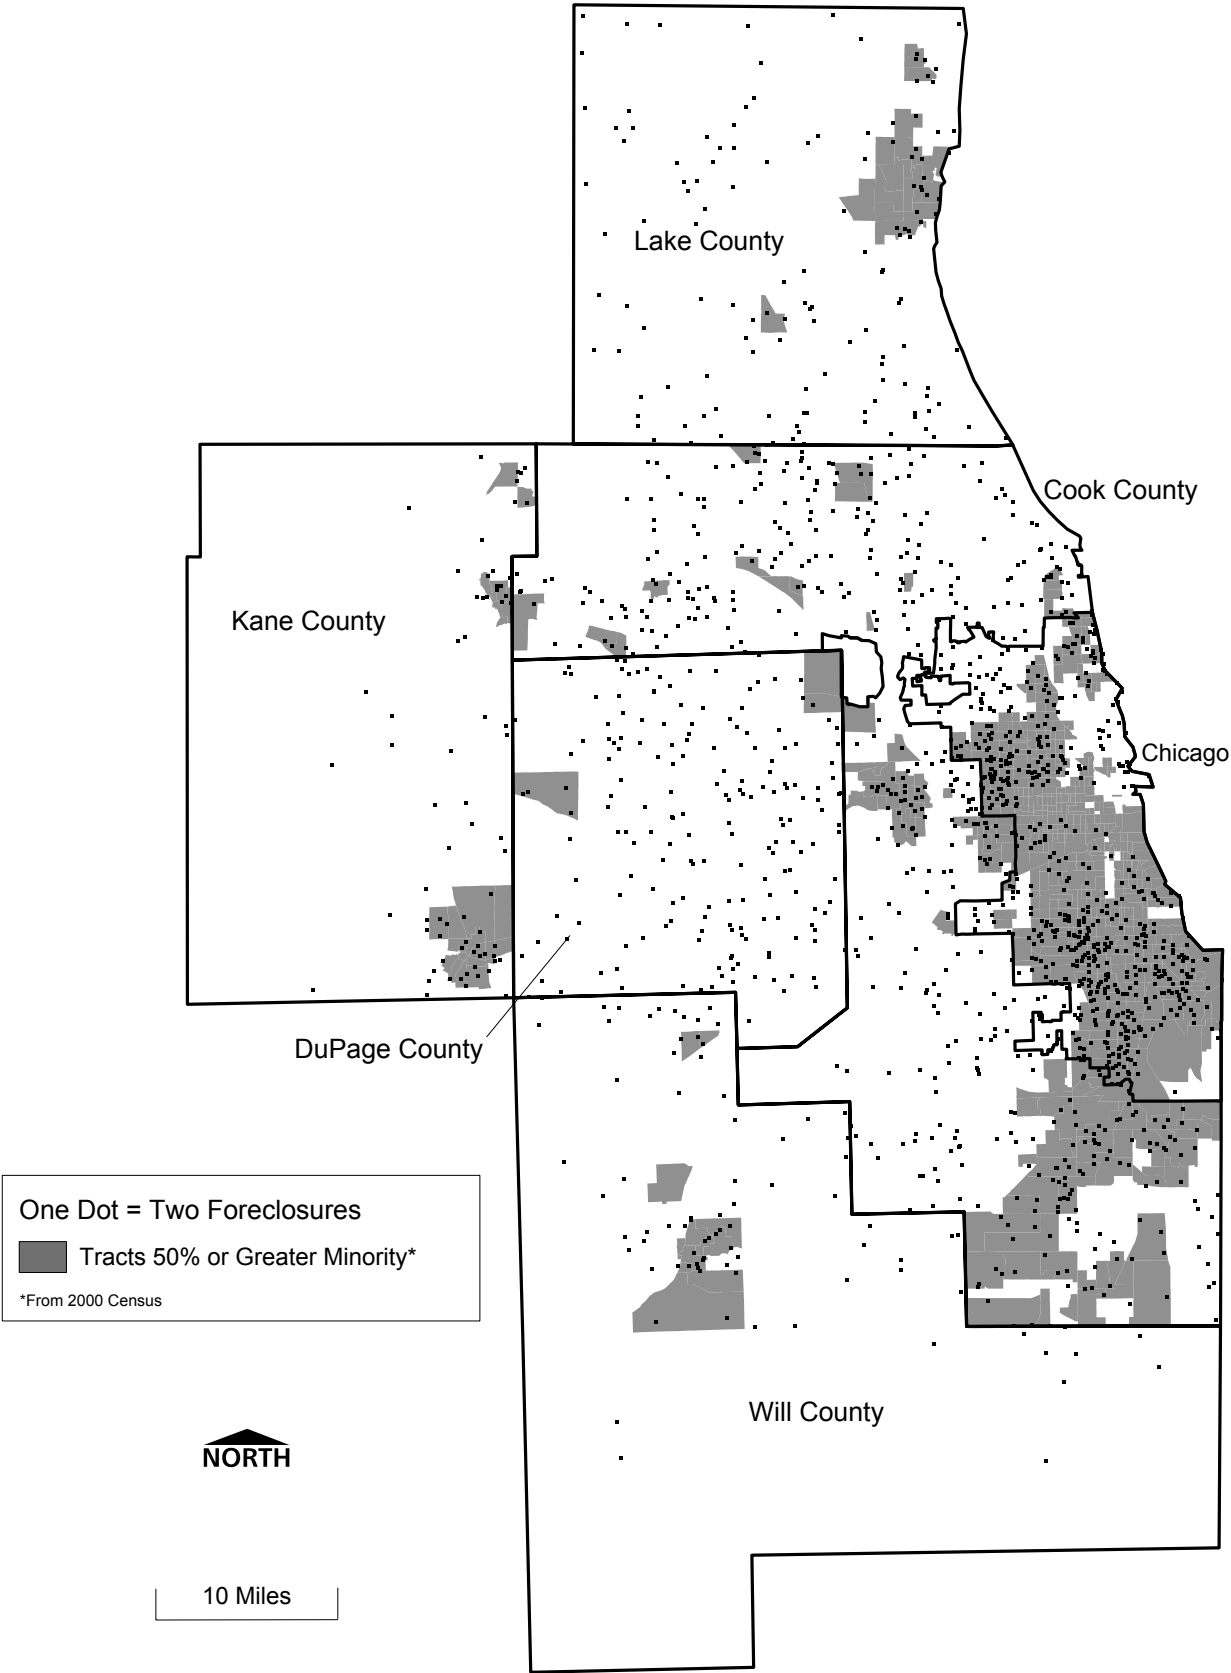 Lake County
Cook County
Kane County
Chicago
DuPage County
One Dot = Two Foreclosures
Tracts 50% or Greater Minority*
*From 2000 Census
Will County
NORTH
10 Miles